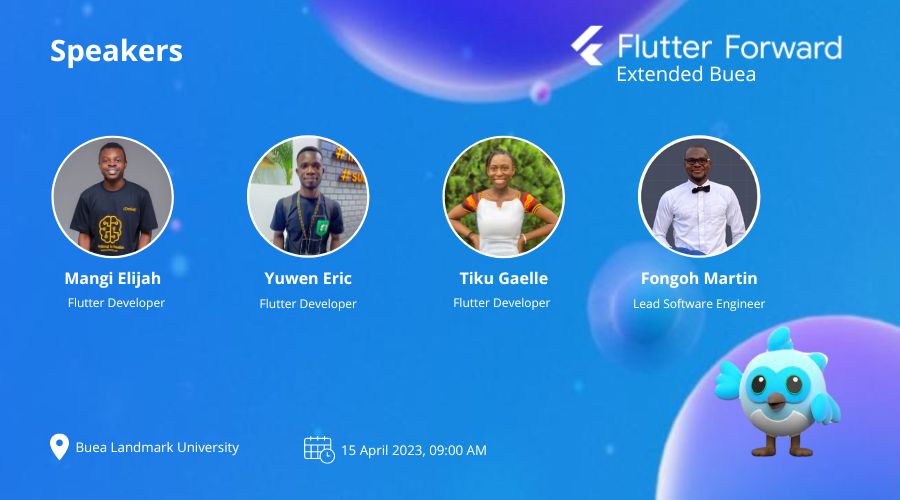 Speakers
Flutter Forward
Extended Buea
Mangi Elijah
Flutter Developer
Yuwen Eric
Flutter Developer
Tiku Gaelle
Flutter Developer
Fongoh Martin
Lead Software Engineer
Buea Landmark University
15 April 2023, 09:00 AM